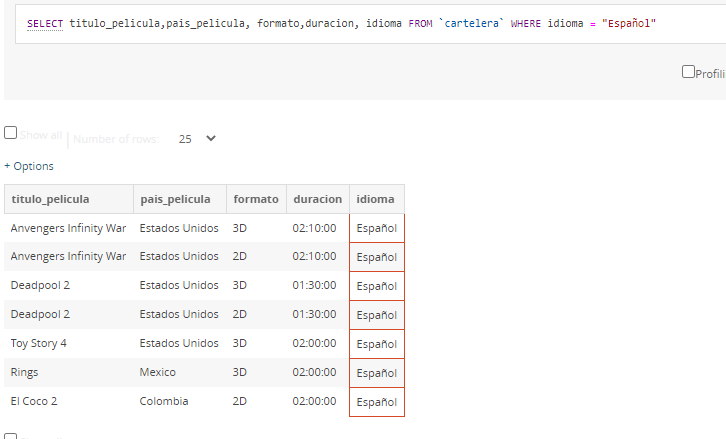 SELECT titulo_pelicula,pais_pelicula, formato,duracion, idioma FROM `cartelera` WHERE idioma = "Español"
Profili
Show all Number of rows: 25
+ Options
titulo_pelicula pais_pelicula formato duracion idioma
Anvengers Infinity War Estados Unidos 3D 02:10:00 Español
Anvengers Infinity War Estados Unidos 2D 02:10:00 Español
Deadpool 2 Estados Unidos 3D 01:30:00 Español
Deadpool 2 Estados Unidos 2D 01:30:00 Español
Toy Story 4 Estados Unidos 3D 02:00:00 Español
Rings Mexico 3D 02:00:00 Español
El Coco 2 Colombia 2D 02:00:00 Español